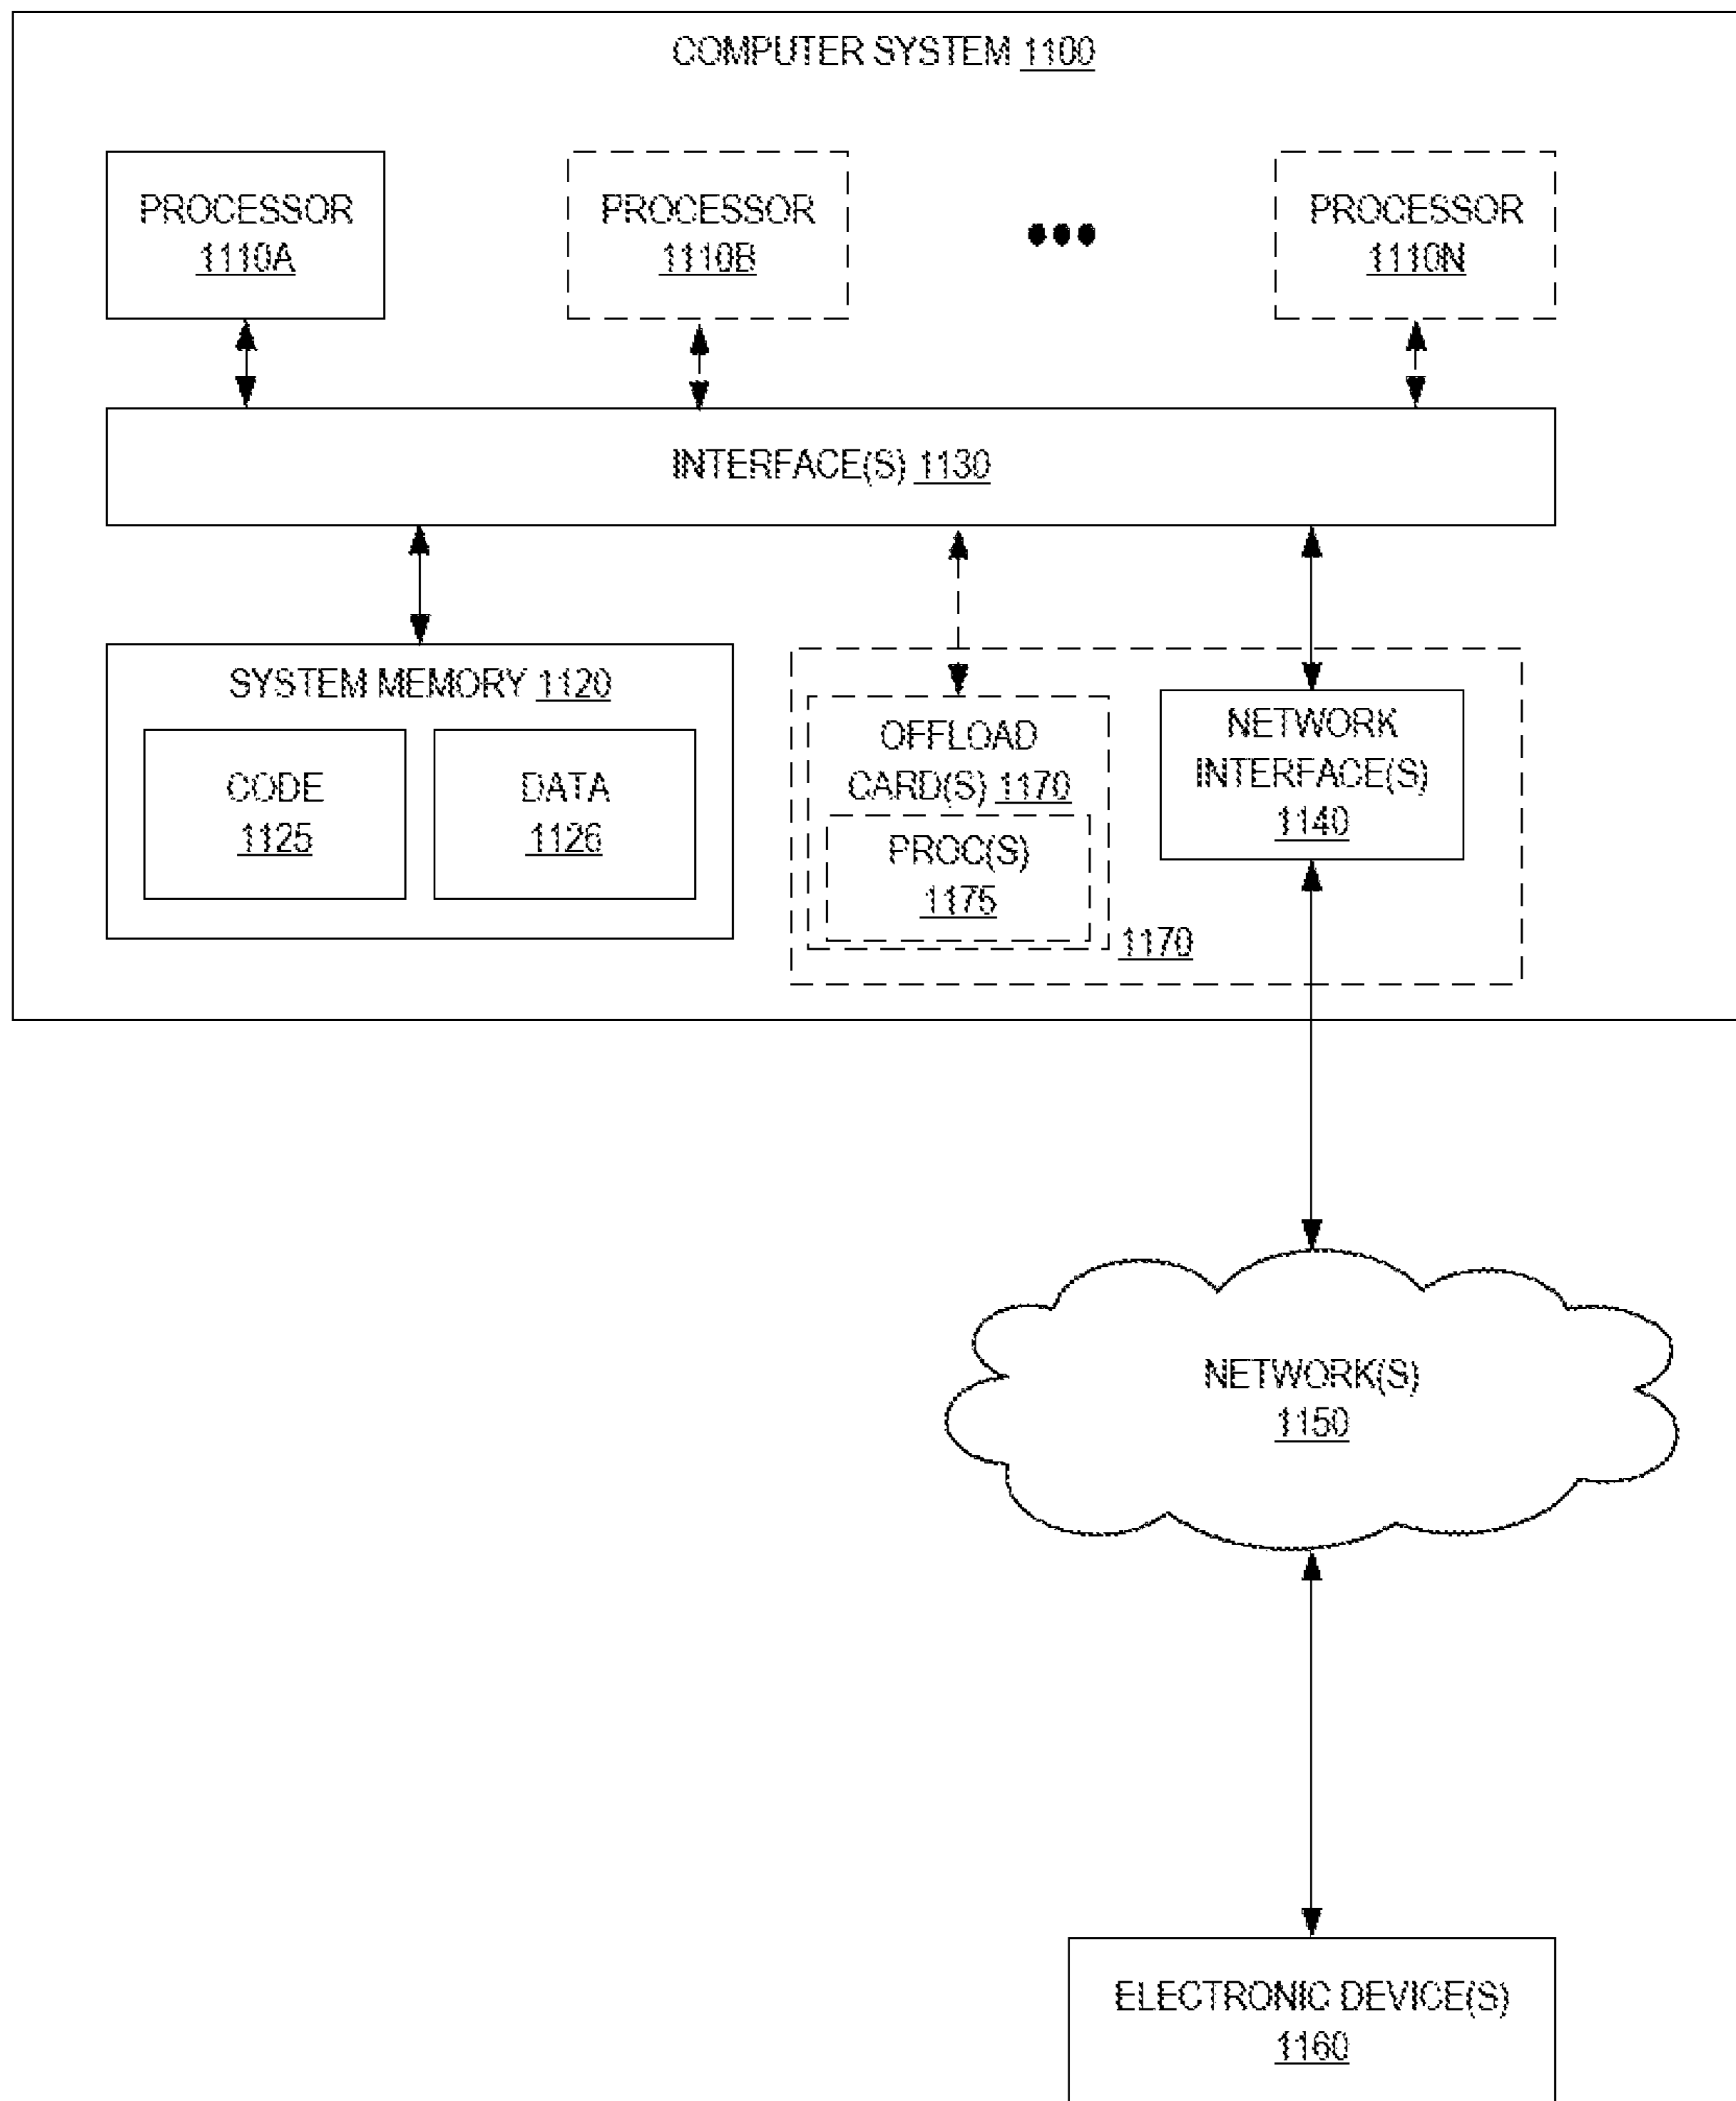 COMPUTER SYSTEM 1100
PROCESSOR
1110A
PROCESSOR
1110B
PROCESSOR
1110N
INTERFACE(S) 1130
SYSTEM MEMORY 1120
CODE
1125
DATA
1126
OFFLOAD
CARD(S) 1170
PROC(S)
1175
1170
NETWORK
INTERFACE(S)
1140
NETWORK(S)
1150
ELECTRONIC DEVICE(S)
1160